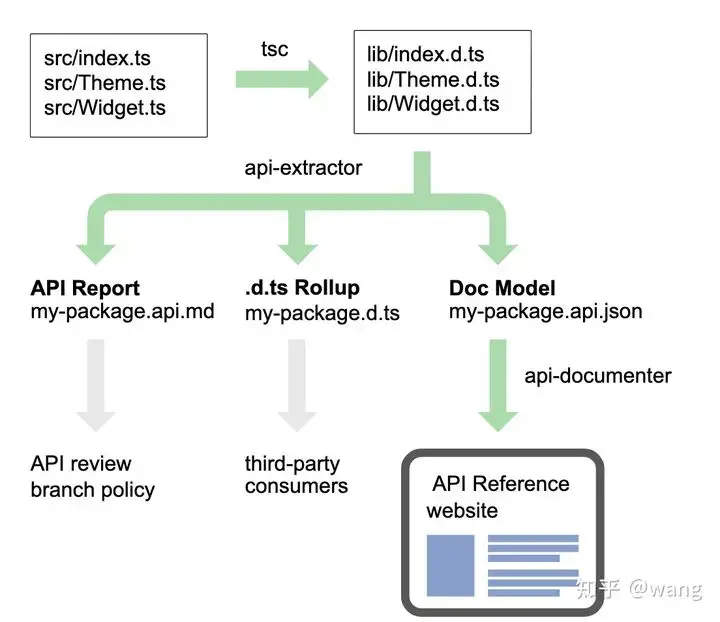 src/index.ts
src/Theme.ts
src/Widget.ts
tsc
lib/index.d.ts
lib/Theme.d.ts
lib/Widget.d.ts
api-extractor
API Report
my-package.api.md
.d.ts Rollup
my-package.d.ts
Doc Model
my-package.api.json
api-documenter
API review
branch policy
third-party
consumers
API Reference
website
知乎 @wang